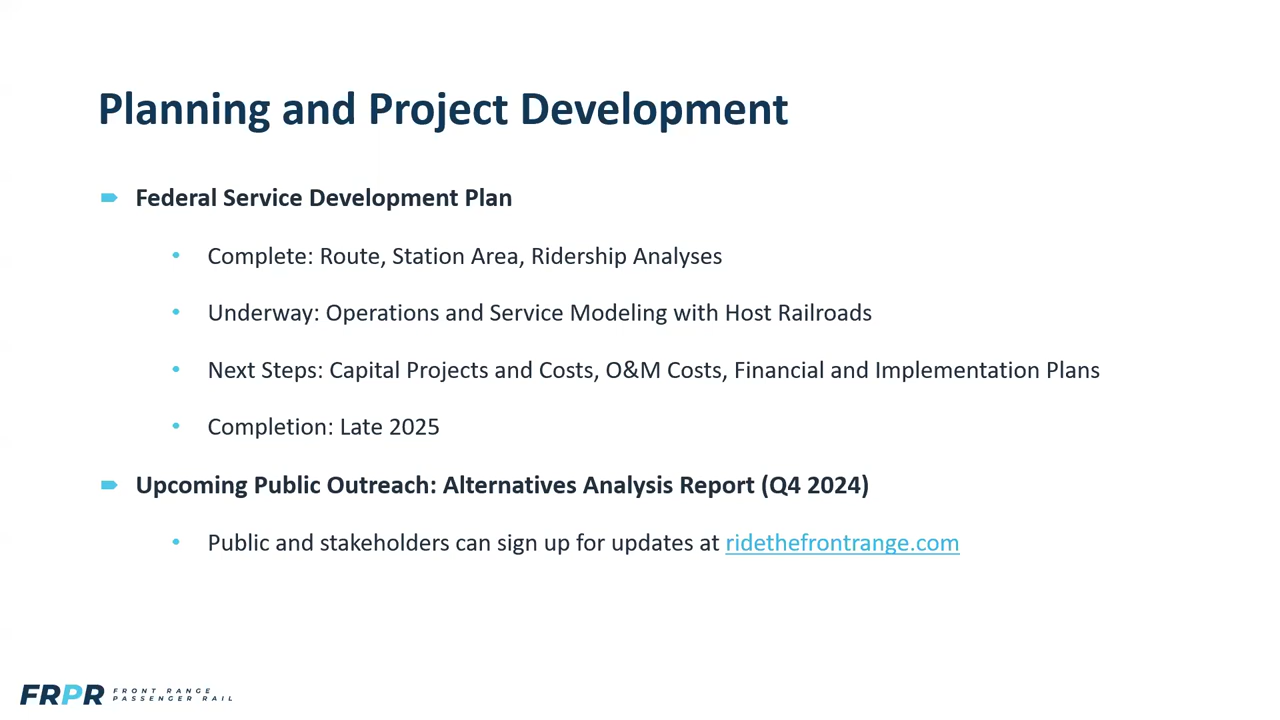 Planning and Project Development
Federal Service Development Plan
• Complete: Route, Station Area, Ridership Analyses
• Underway: Operations and Service Modeling with Host Railroads
• Next Steps: Capital Projects and Costs, O&M Costs, Financial and Implementation Plans
• Completion: Late 2025
Upcoming Public Outreach: Alternatives Analysis Report (Q4 2024)
• Public and stakeholders can sign up for updates at ridethefrontrange.com
FRPR
FRONT RANGE
PASSENGER RAIL